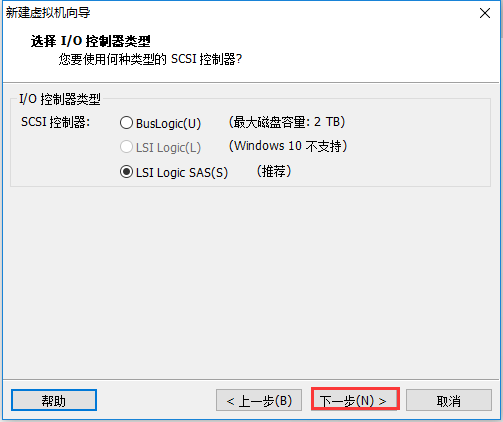 新建虚拟机向导
选择 I/O 控制器类型
您要使用何种类型的 SCSI 控制器?
I/O 控制器类型
SCSI 控制器: BusLogic(U) （最大磁盘容量: 2 TB）
LSI Logic(L) （Windows 10 不支持）
LSI Logic SAS(S) （推荐）
帮助 < 上一步(B) 下一步(N) > 取消